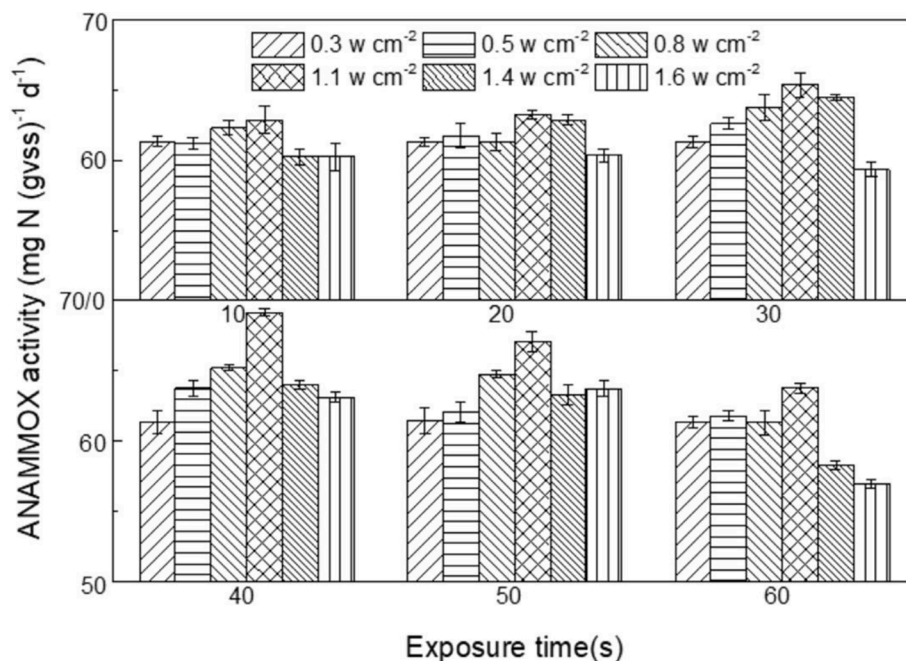 70
0.3 w cm⁻² 0.5 w cm⁻² 0.8 w cm⁻²
1.1 w cm⁻² 1.4 w cm⁻² 1.6 w cm⁻²
60
70/0
10 20 30
60
50
40 50 60
ANAMMOX activity (mg N (gvss)⁻¹ d⁻¹)
Exposure time(s)